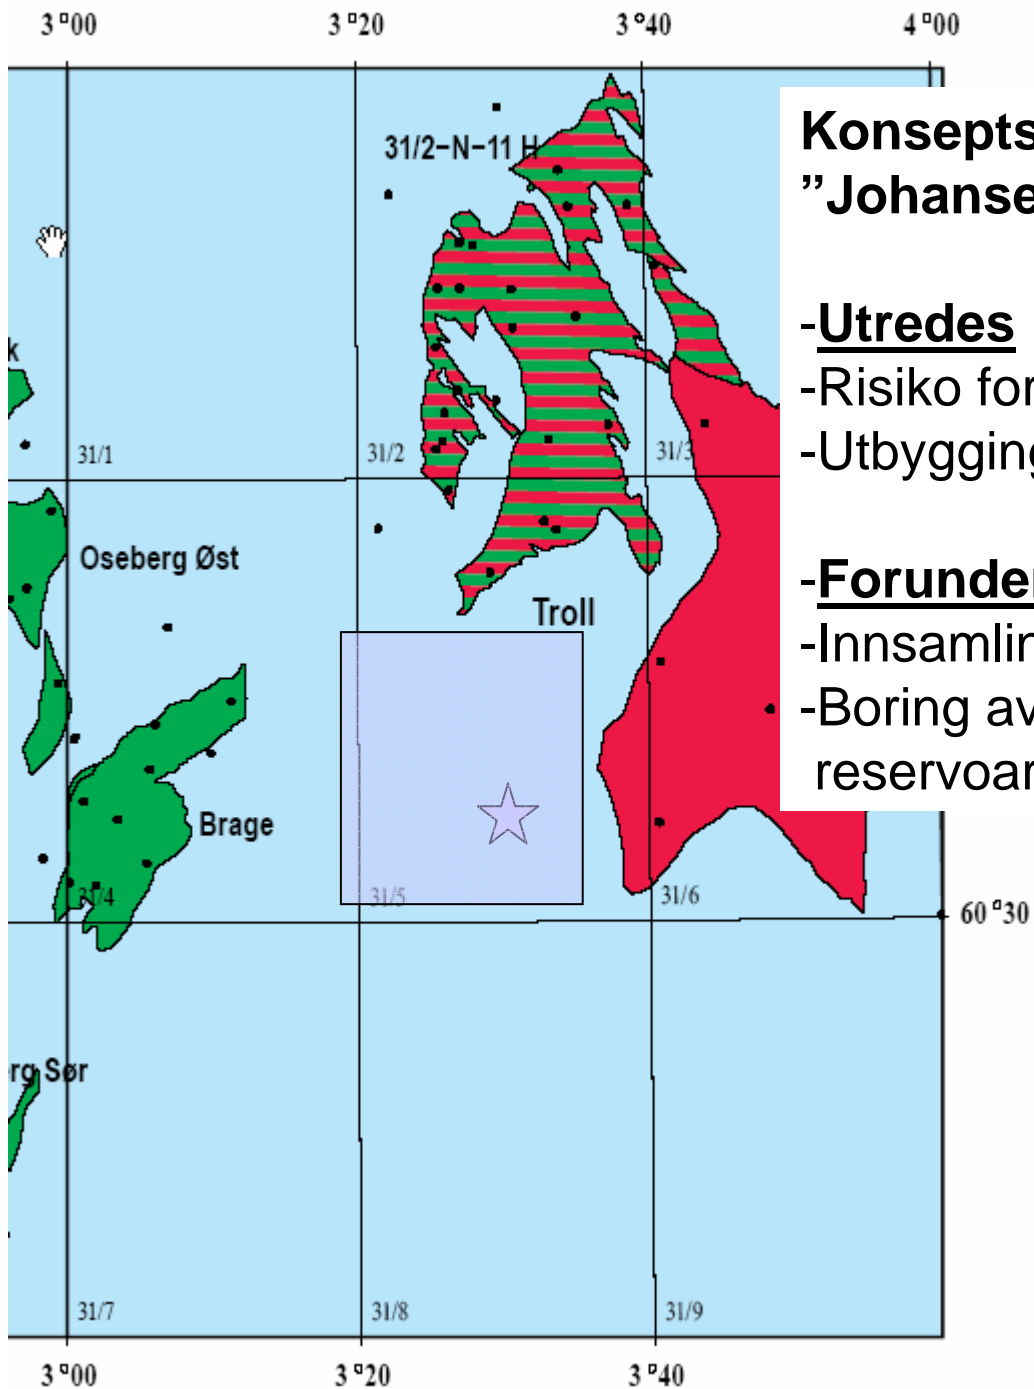 3°00 3°20 3°40 4°00
31/2-N-11 H
Konsepts
”Johanse
-Utredes
-Risiko for
-Utbygging
-Forunder
-Innsamlin
-Boring av
reservoar
k
31/1 31/2 31/3
Oseberg Øst
Troll
Brage
31/4 31/5 31/6
60°30
rg Sør
31/7 31/8 31/9
3°00 3°20 3°40